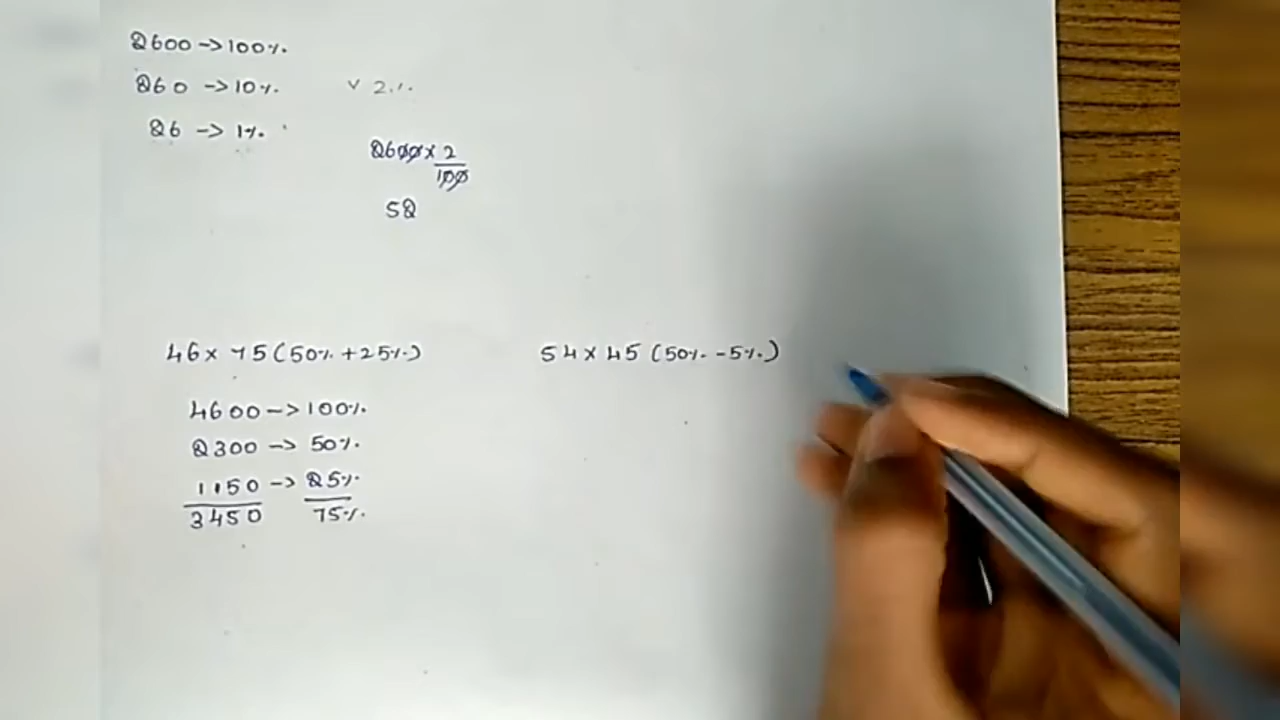 2600 -> 100%
260 -> 10% ✓ 2%
26 -> 1%
2600 x 2/100
52
46 x 75 (50% + 25%) 54 x 45 (50% - 5%)
4600 -> 100%
2300 -> 50%
1150 -> 25%
3450 75%